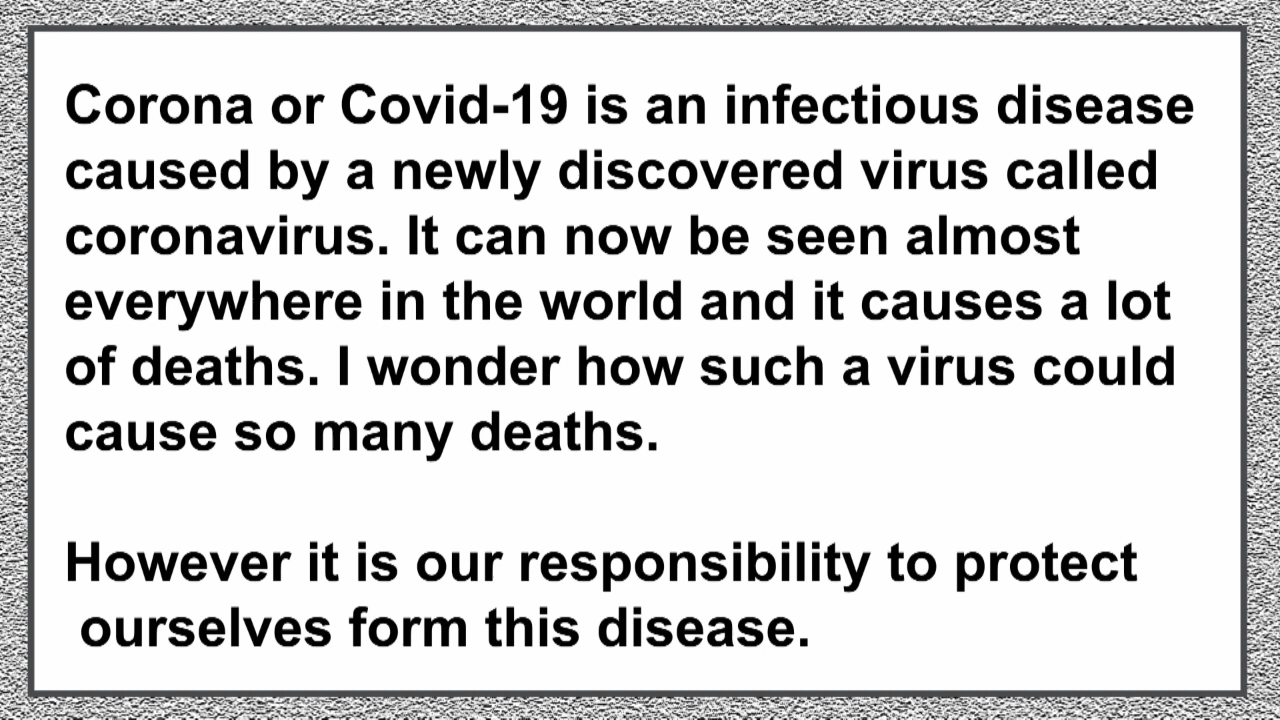 Corona or Covid-19 is an infectious disease
caused by a newly discovered virus called
coronavirus. It can now be seen almost
everywhere in the world and it causes a lot
of deaths. I wonder how such a virus could
cause so many deaths.
However it is our responsibility to protect
ourselves form this disease.